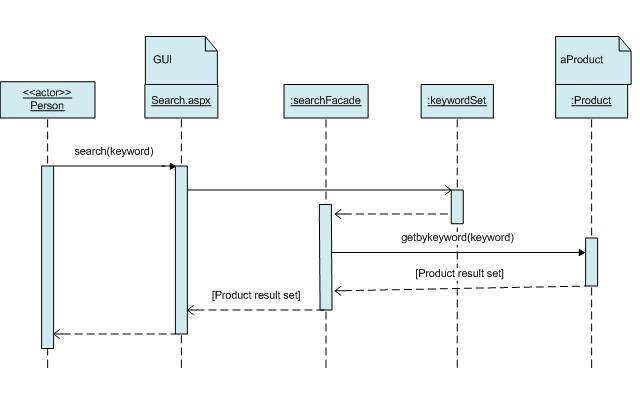 GUI
aProduct
<<actor>>
Person
Search.aspx
:searchFacade
:keywordSet
:Product
search(keyword)
getbykeyword(keyword)
[Product result set]
[Product result set]